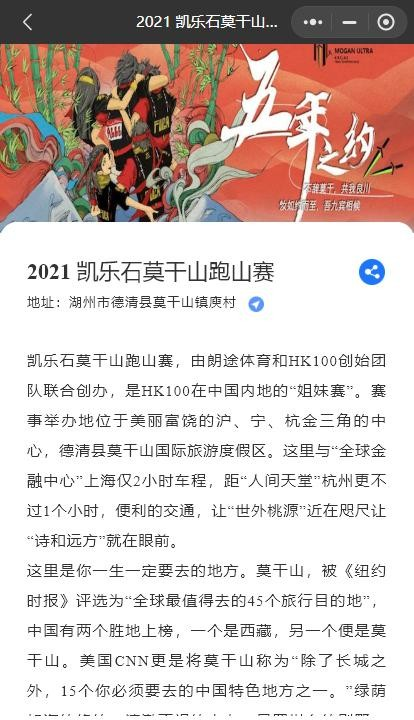 2021 凯乐石莫干山...
MOGAN ULTRA
五年之约
不辞莫干，共我良川
饮如约而至，吾九宾相候
2021 凯乐石莫干山跑山赛
地址：湖州市德清县莫干山镇庾村
凯乐石莫干山跑山赛，由朗途体育和HK100创始团
队联合创办，是HK100在中国内地的“姐妹赛”。赛
事举办地位于美丽富饶的沪、宁、杭金三角的中
心，德清县莫干山国际旅游度假区。这里与“全球金
融中心”上海仅2小时车程，距“人间天堂”杭州更不
过1个小时，便利的交通，让“世外桃源”近在咫尺让
“诗和远方”就在眼前。
这里是你一生一定要去的地方。莫干山，被《纽约
时报》评选为“全球最值得去的45个旅行目的地”，
中国有两个胜地上榜，一个是西藏，另一个便是莫
干山。美国CNN更是将莫干山称为“除了长城之
外，15个你必须要去的中国特色地方之一。”绿荫